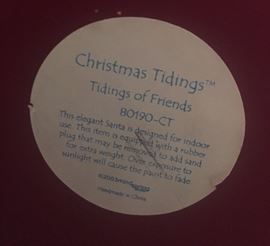 Christmas Tidings™
Tidings of Friends
80190-CT
This elegant Santa is designed for indoor
use. This item is equipped with a rubber
plug that may be removed to add sand
for extra weight. Over exposure to
sunlight will cause the paint to fade.
Handmade in China